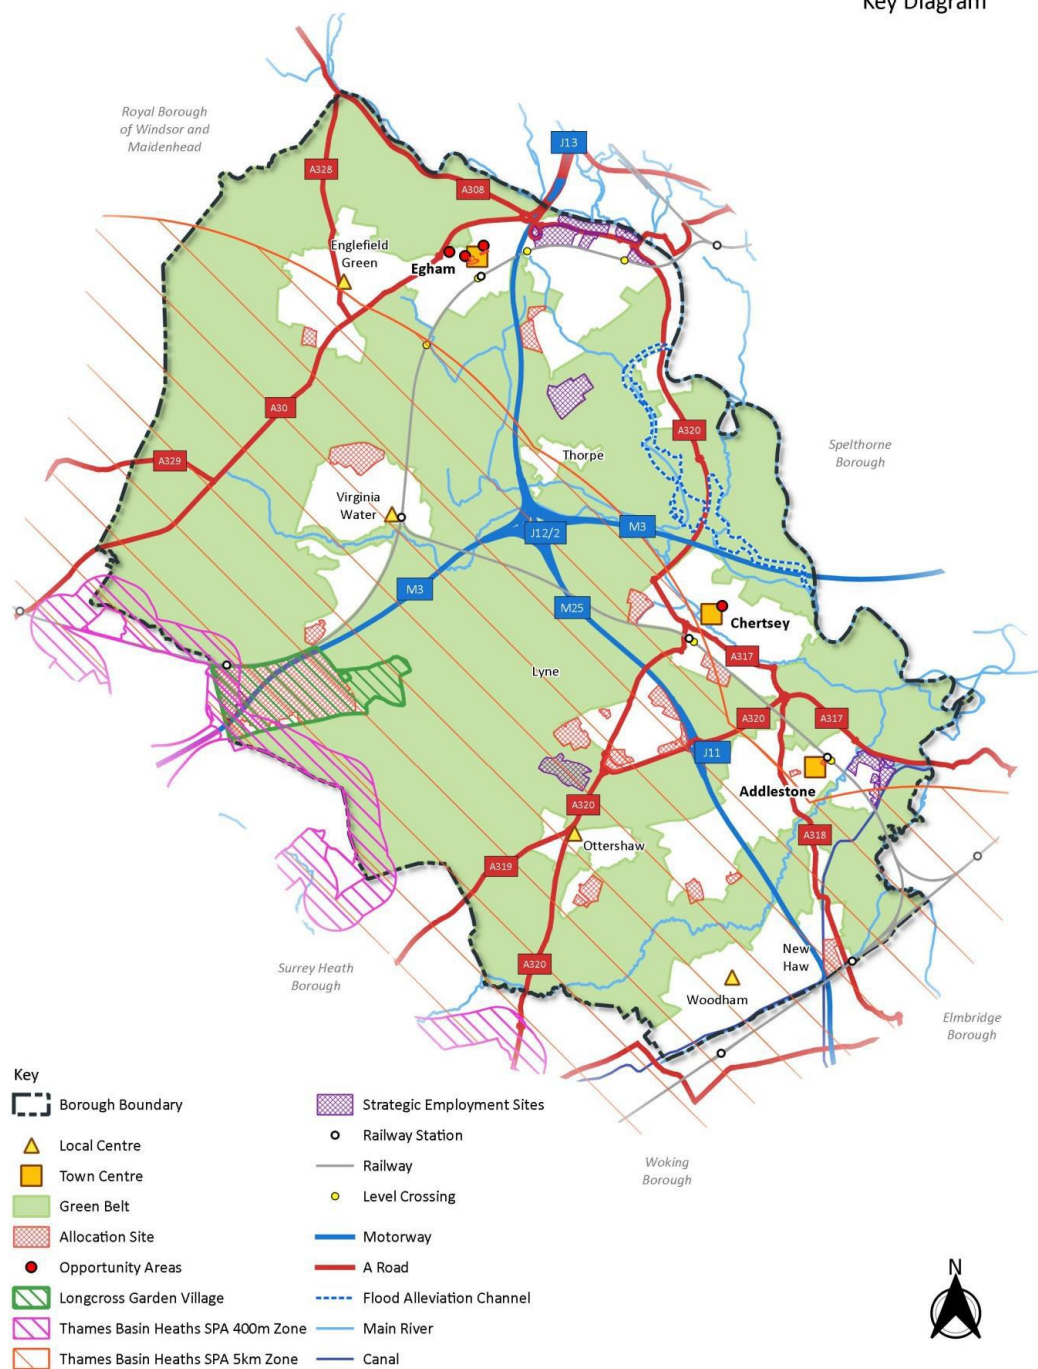 Key Diagram
Royal Borough
of Windsor and
Maidenhead
J13
A328
A308
Englefield
Green
Egham
A30
A320
A329
Thorpe
Spelthorne
Borough
Virginia
Water
J12/2
M3
M3
M25
Chertsey
A317
Lyne
A320
A317
J11
Addlestone
A320
A318
Ottershaw
A319
New
Haw
A320
Surrey Heath
Borough
Woodham
Elmbridge
Borough
Woking
Borough
Key
Borough Boundary
Local Centre
Town Centre
Green Belt
Allocation Site
Opportunity Areas
Longcross Garden Village
Thames Basin Heaths SPA 400m Zone
Thames Basin Heaths SPA 5km Zone
Strategic Employment Sites
Railway Station
Railway
Level Crossing
Motorway
A Road
Flood Alleviation Channel
Main River
Canal
N